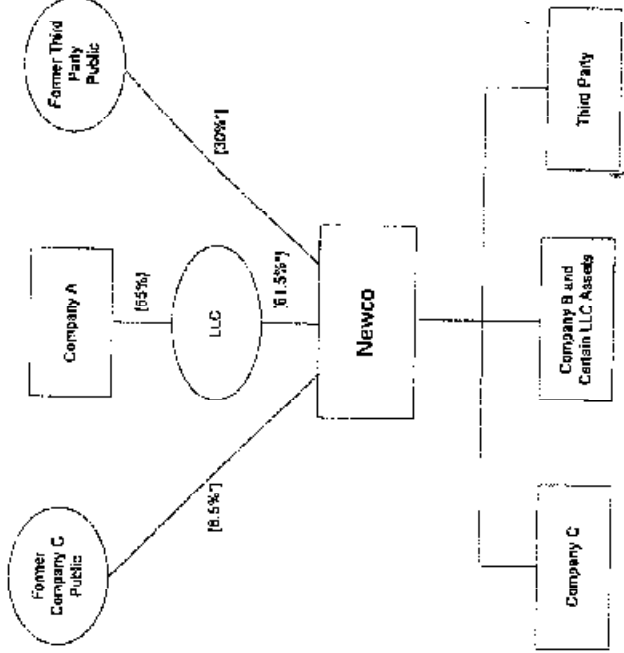 Former
Company C
Public
Company A
Former Third
Party
Public
[65%]
LLC
[8.5%*]
[61.5%*]
[30%*]
Newco
Company C
Company B and
Certain LLC Assets
Third Party